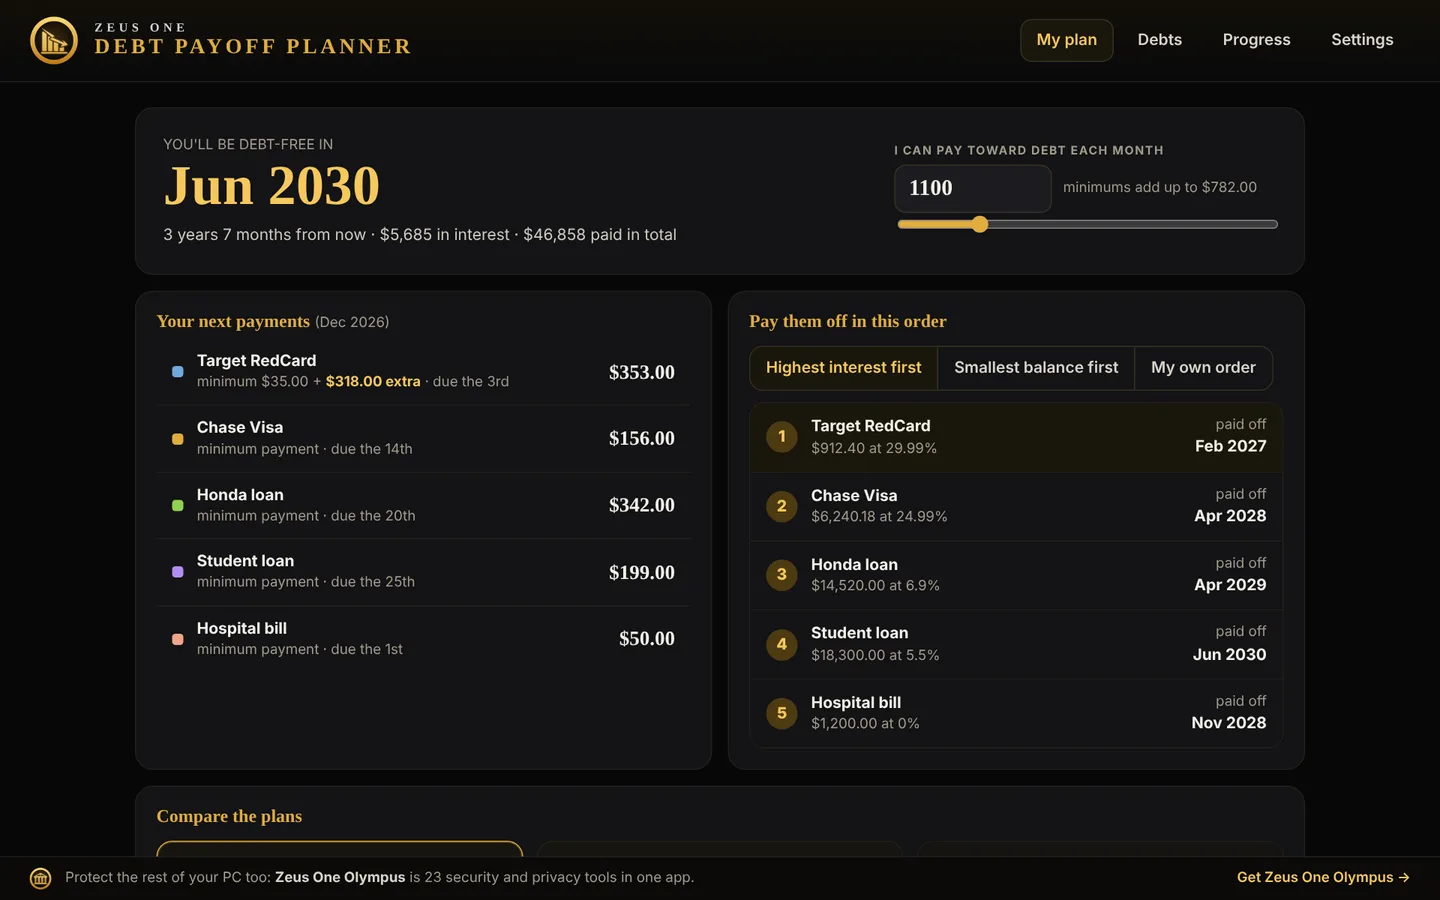 ZEUS ONE
DEBT PAYOFF PLANNER
My plan
Debts
Progress
Settings
YOU'LL BE DEBT-FREE IN
Jun 2030
3 years 7 months from now · $5,685 in interest · $46,858 paid in total
I CAN PAY TOWARD DEBT EACH MONTH
1100
minimums add up to $782.00
Your next payments (Dec 2026)
Target RedCard
minimum $35.00 + $318.00 extra · due the 3rd
$353.00
Chase Visa
minimum payment · due the 14th
$156.00
Honda loan
minimum payment · due the 20th
$342.00
Student loan
minimum payment · due the 25th
$199.00
Hospital bill
minimum payment · due the 1st
$50.00
Pay them off in this order
Highest interest first
Smallest balance first
My own order
1
Target RedCard
$912.40 at 29.99%
paid off
Feb 2027
2
Chase Visa
$6,240.18 at 24.99%
paid off
Apr 2028
3
Honda loan
$14,520.00 at 6.9%
paid off
Apr 2029
4
Student loan
$18,300.00 at 5.5%
paid off
Jun 2030
5
Hospital bill
$1,200.00 at 0%
paid off
Nov 2028
Compare the plans
Protect the rest of your PC too: Zeus One Olympus is 23 security and privacy tools in one app.
Get Zeus One Olympus →